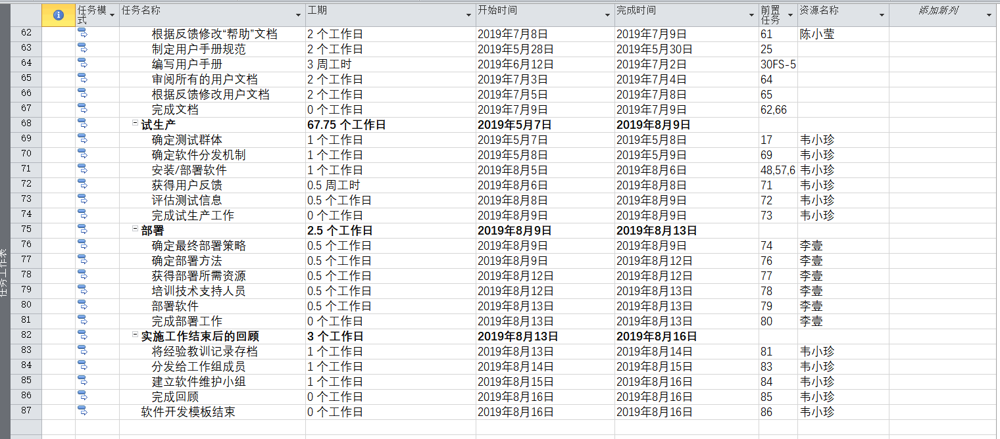 任务模式 任务名称 工期 开始时间 完成时间 前置任务 资源名称 添加新列
62 根据反馈修改“帮助”文档 2 个工作日 2019年7月8日 2019年7月9日 61 陈小莹
63 制定用户手册规范 2 个工作日 2019年5月28日 2019年5月30日 25
64 编写用户手册 3 周工时 2019年6月12日 2019年7月2日 30FS-5
65 审阅所有的用户文档 2 个工作日 2019年7月3日 2019年7月4日 64
66 根据反馈修改用户文档 2 个工作日 2019年7月5日 2019年7月8日 65
67 完成文档 0 个工作日 2019年7月9日 2019年7月9日 62,66
68 试生产 67.75 个工作日 2019年5月7日 2019年8月9日
69 确定测试群体 1 个工作日 2019年5月7日 2019年5月8日 17 韦小珍
70 确定软件分发机制 1 个工作日 2019年5月8日 2019年5月9日 69 韦小珍
71 安装/部署软件 1 个工作日 2019年8月5日 2019年8月6日 48,57,6 韦小珍
72 获得用户反馈 0.5 周工时 2019年8月6日 2019年8月8日 71 韦小珍
73 评估测试信息 0.5 个工作日 2019年8月8日 2019年8月9日 72 韦小珍
74 完成试生产工作 0 个工作日 2019年8月9日 2019年8月9日 73 韦小珍
75 部署 2.5 个工作日 2019年8月9日 2019年8月13日
76 确定最终部署策略 0.5 个工作日 2019年8月9日 2019年8月9日 74 李壹
77 确定部署方法 0.5 个工作日 2019年8月9日 2019年8月12日 76 李壹
78 获得部署所需资源 0.5 个工作日 2019年8月12日 2019年8月12日 77 李壹
79 培训技术支持人员 0.5 个工作日 2019年8月12日 2019年8月13日 78 李壹
80 部署软件 0.5 个工作日 2019年8月13日 2019年8月13日 79 李壹
81 完成部署工作 0 个工作日 2019年8月13日 2019年8月13日 80 李壹
82 实施工作结束后的回顾 3 个工作日 2019年8月13日 2019年8月16日
83 将经验教训记录存档 1 个工作日 2019年8月13日 2019年8月14日 81 韦小珍
84 分发给工作组成员 1 个工作日 2019年8月14日 2019年8月15日 83 韦小珍
85 建立软件维护小组 1 个工作日 2019年8月15日 2019年8月16日 84 韦小珍
86 完成回顾 0 个工作日 2019年8月16日 2019年8月16日 85 韦小珍
87 软件开发模板结束 0 个工作日 2019年8月16日 2019年8月16日 86 韦小珍
任务工作表